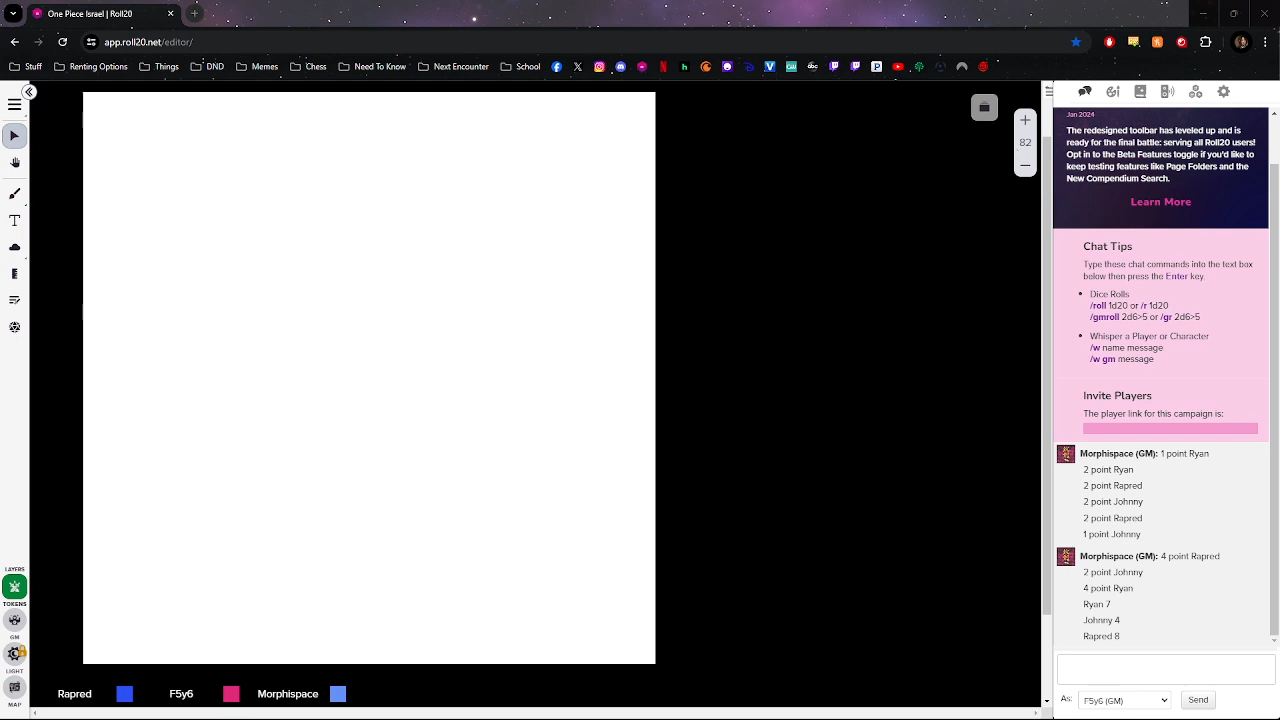 One Piece Israel | Roll20
app.roll20.net/editor/
Stuff
Renting Options
Things
DND
Memes
Chess
Need To Know
Next Encounter
School
82
Jan 2024
The redesigned toolbar has leveled up and is
ready for the final battle: serving all Roll20 users!
Opt in to the Beta Features toggle if you'd like to
keep testing features like Page Folders and the
New Compendium Search.
Learn More
Chat Tips
Type these chat commands into the text box
below then press the Enter key.
Dice Rolls
/roll 1d20 or /r 1d20
/gmroll 2d6>5 or /gr 2d6>5
Whisper a Player or Character
/w name message
/w gm message
Invite Players
The player link for this campaign is:
Morphispace (GM): 1 point Ryan
2 point Ryan
2 point Rapred
2 point Johnny
2 point Rapred
1 point Johnny
Morphispace (GM): 4 point Rapred
2 point Johnny
4 point Ryan
Ryan 7
Johnny 4
Rapred 8
LAYERS
TOKENS
GM
LIGHT
MAP
Rapred
F5y6
Morphispace
As:
F5y6 (GM)
Send